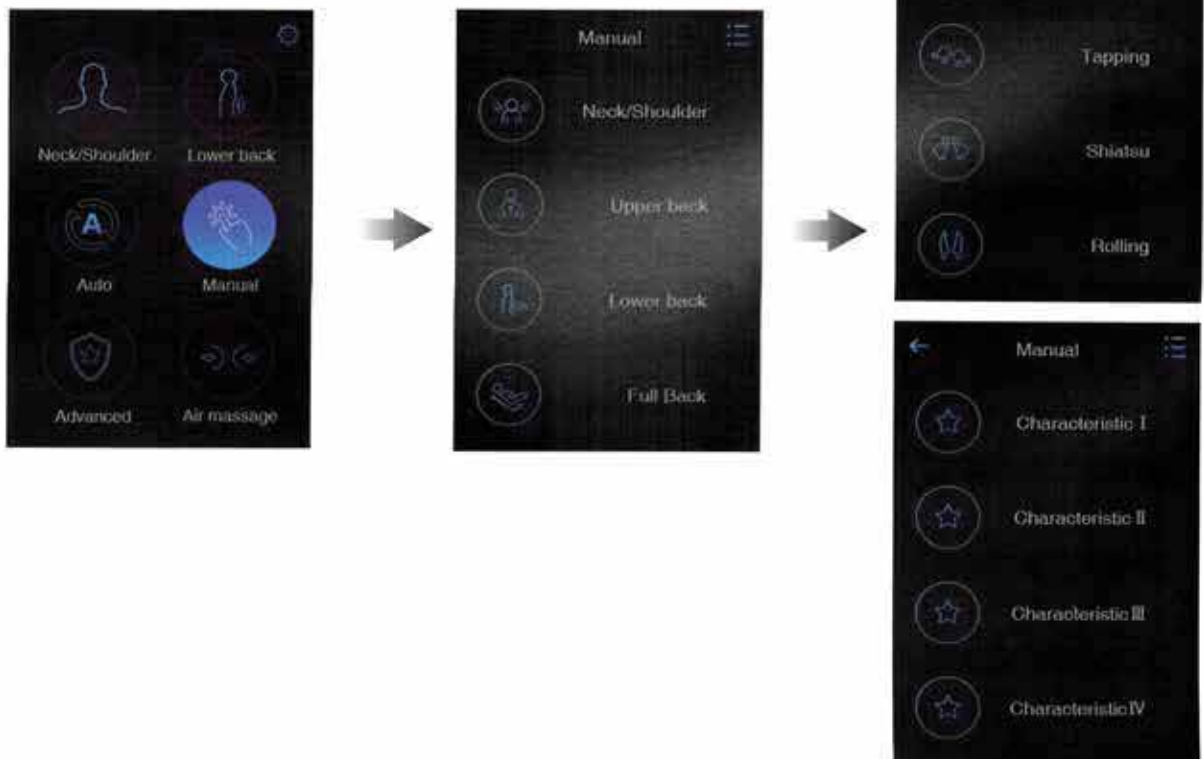 Neck/Shoulder
Lower back
A
Auto
Manual
Advanced
Air massage
Manual
Neck/Shoulder
Upper back
Lower back
Full Back
Tapping
Shiatsu
Rolling
Manual
Characteristic Ⅰ
Characteristic Ⅱ
Characteristic Ⅲ
Characteristic Ⅳ